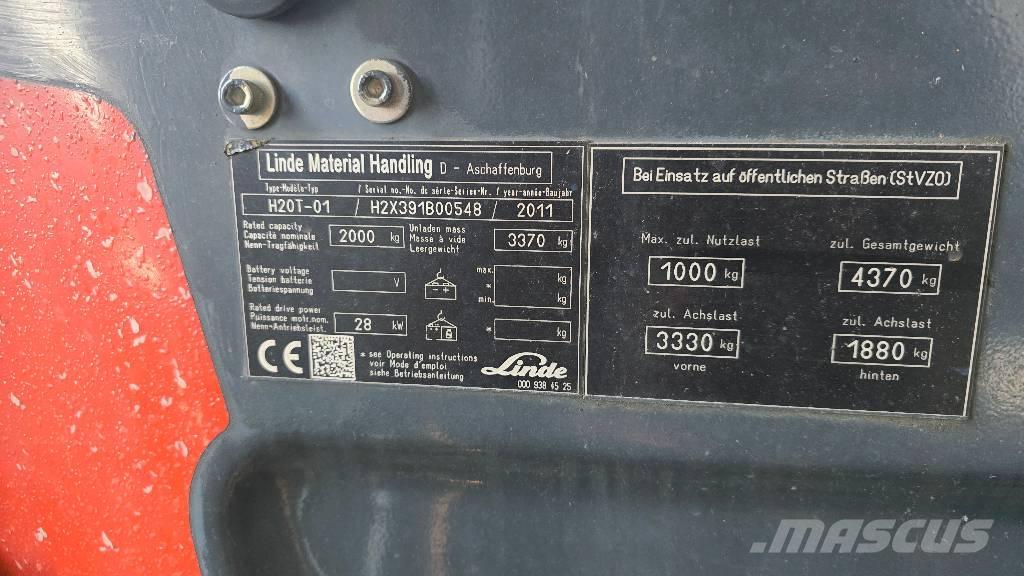 Linde Material Handling D - Aschaffenburg
Type-Modèle-Typ / Serial no.-No. de série-Serien-Nr. / year-année-Baujahr
H20T-01 / H2X391B00548 / 2011
Rated capacity
Capacité nominale
Nenn-Tragfähigkeit
2000 kg
Unladen mass
Masse à vide
Leergewicht
3370 kg
Battery voltage
Tension batterie
Batteriespannung
V
max. kg
*
min. kg
Rated drive power
Puissance motr.nom.
Nenn-Antriebsleist.
28 kW
* kg
CE
* see Operating instructions
voir Mode d'emploi
siehe Betriebsanleitung
Linde
000 938 45 25
Bei Einsatz auf öffentlichen Straßen (StVZO)
Max. zul. Nutzlast
1000 kg
zul. Gesamtgewicht
4370 kg
zul. Achslast
3330 kg
vorne
zul. Achslast
1880 kg
hinten
MASCUS